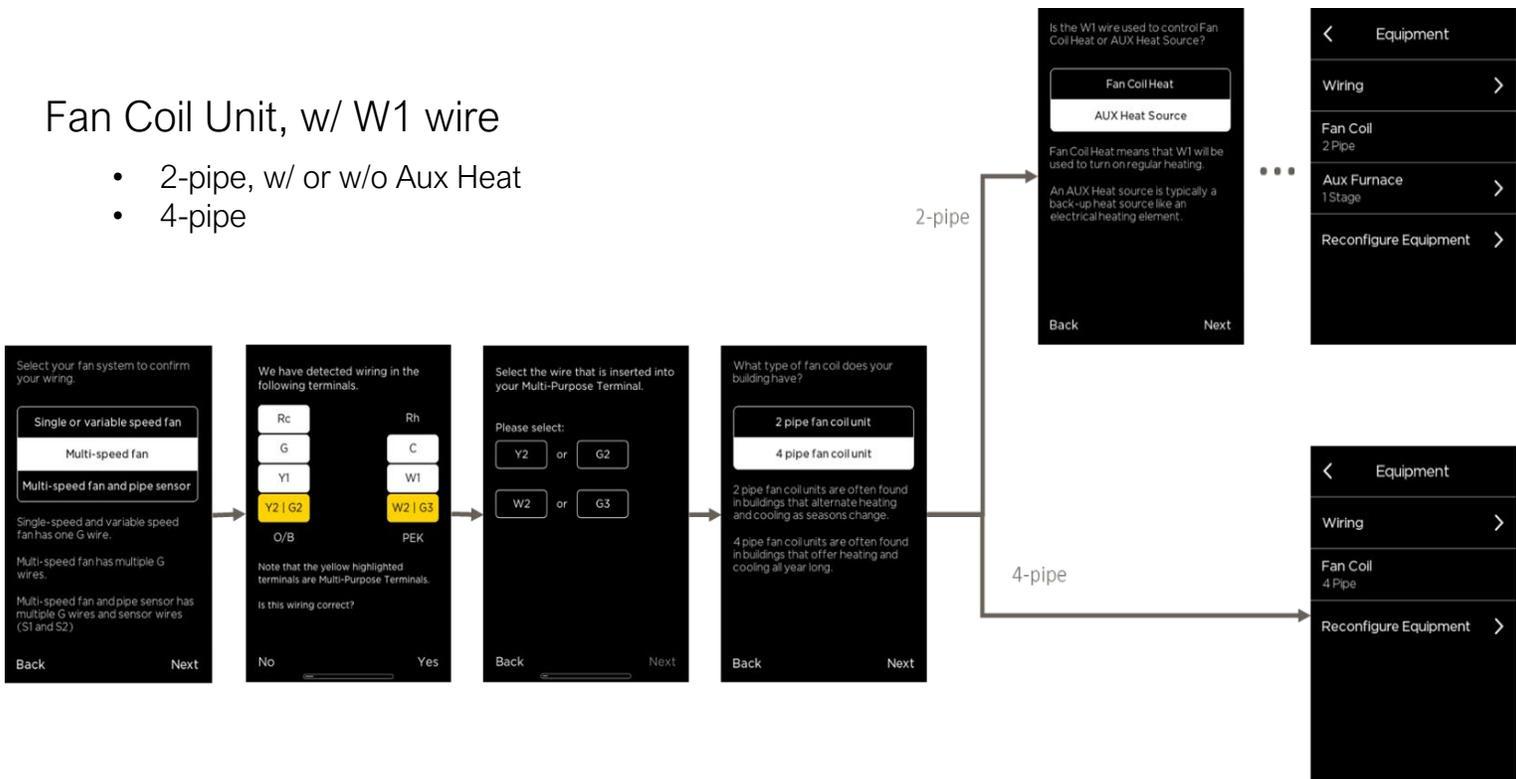 Fan Coil Unit, w/ W1 wire
• 2-pipe, w/ or w/o Aux Heat
• 4-pipe
Select your fan system to confirm
your wiring.
Single or variable speed fan
Multi-speed fan
Multi-speed fan and pipe sensor
Single-speed and variable speed
fan has one G wire.
Multi-speed fan has multiple G
wires.
Multi-speed fan and pipe sensor has
multiple G wires and sensor wires
(S1 and S2)
Back Next
We have detected wiring in the
following terminals.
Rc Rh
G C
Y1 W1
Y2 | G2 W2 | G3
O/B PEK
Note that the yellow highlighted
terminals are Multi-Purpose Terminals.
Is this wiring correct?
No Yes
Select the wire that is inserted into
your Multi-Purpose Terminal.
Please select:
Y2 or G2
W2 or G3
Back Next
What type of fan coil does your
building have?
2 pipe fan coil unit
4 pipe fan coil unit
2 pipe fan coil units are often found
in buildings that alternate heating
and cooling as seasons change.
4 pipe fan coil units are often found
in buildings that offer heating and
cooling all year long.
Back Next
2-pipe
Is the W1 wire used to control Fan
Coil Heat or AUX Heat Source?
Fan Coil Heat
AUX Heat Source
Fan Coil Heat means that W1 will be
used to turn on regular heating.
An AUX Heat source is typically a
back-up heat source like an
electrical heating element.
Back Next
Equipment
Wiring
Fan Coil
2 Pipe
Aux Furnace
1 Stage
Reconfigure Equipment
4-pipe
Equipment
Wiring
Fan Coil
4 Pipe
Reconfigure Equipment